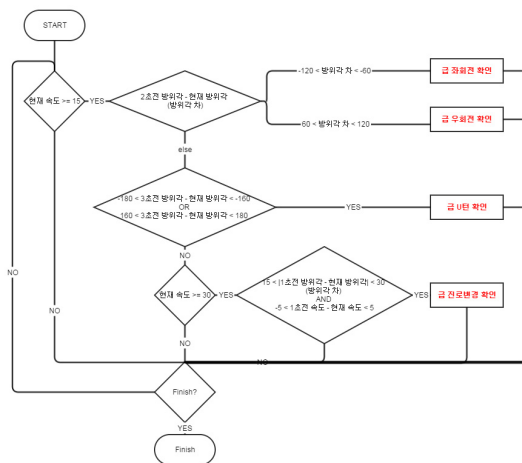 START
현재 속도 >= 15
YES
2초전 방위각 - 현재 방위각
(방위각 차)
-120 < 방위각 차 < -60
급 좌회전 확인
60 < 방위각 차 < 120
급 우회전 확인
else
-180 < 3초전 방위각 - 현재 방위각 < -160
OR
160 < 3초전 방위각 - 현재 방위각 < 180
YES
급 U턴 확인
NO
NO
NO
현재 속도 >= 30
YES
15 < |1초전 방위각 - 현재 방위각| < 30
(방위각 차)
AND
-5 < 1초전 속도 - 현재 속도 < 5
YES
급 진로변경 확인
NO
NO
Finish?
YES
Finish